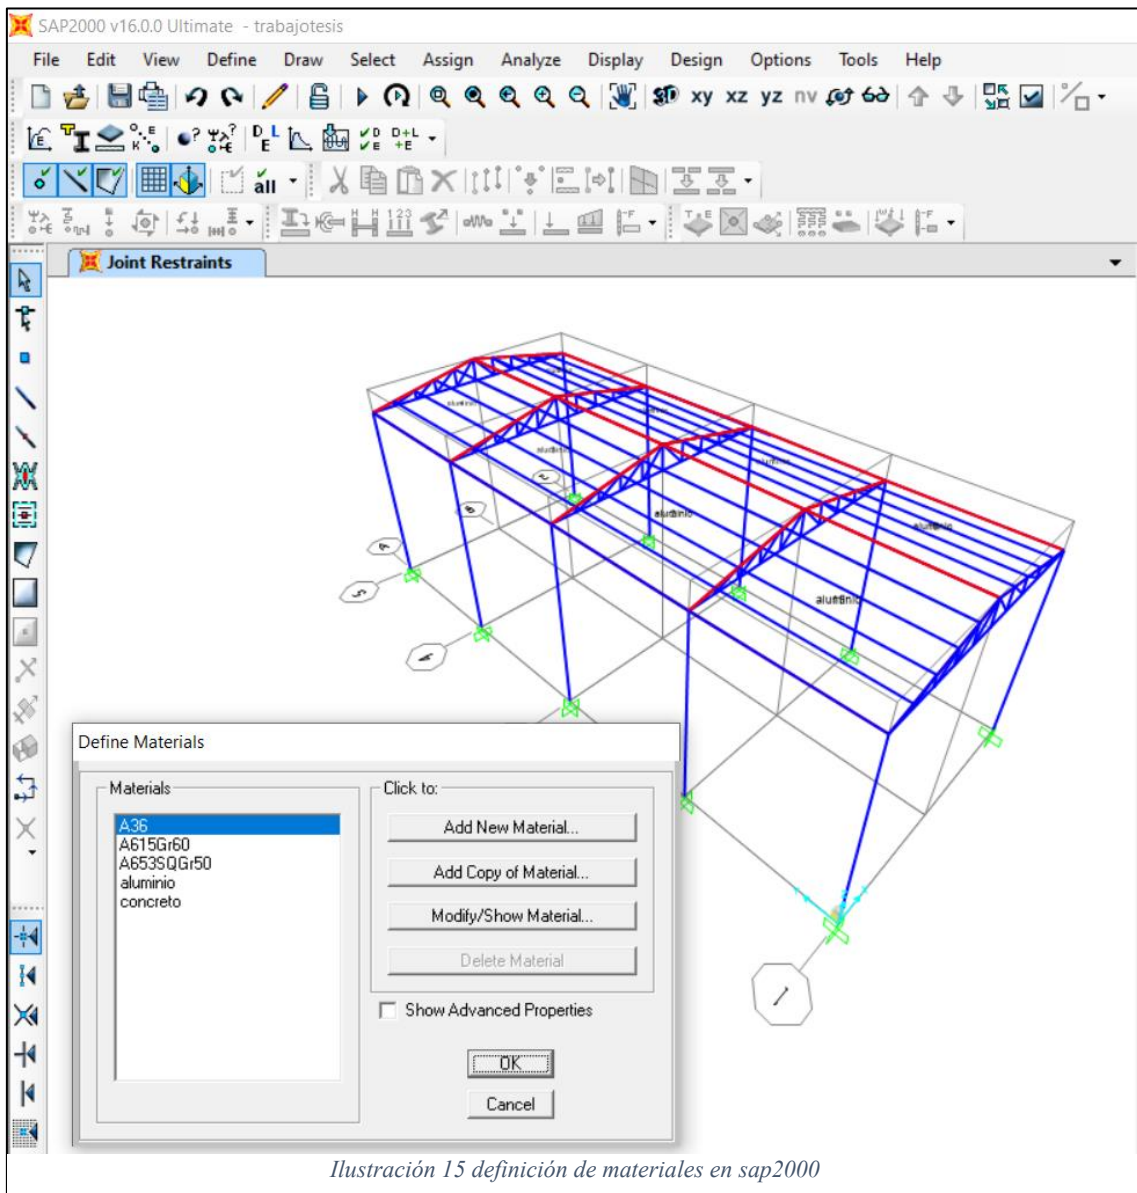 SAP2000 v16.0.0 Ultimate - trabajotesis
File Edit View Define Draw Select Assign Analyze Display Design Options Tools Help
3D xy xz yz nv
all
Joint Restraints
aluminio
aluminio
aluminio
Define Materials
Materials
A36
A615Gr60
A653SQGr50
aluminio
concreto
Click to:
Add New Material...
Add Copy of Material...
Modify/Show Material...
Delete Material
Show Advanced Properties
OK
Cancel
1
Ilustración 15 definición de materiales en sap2000